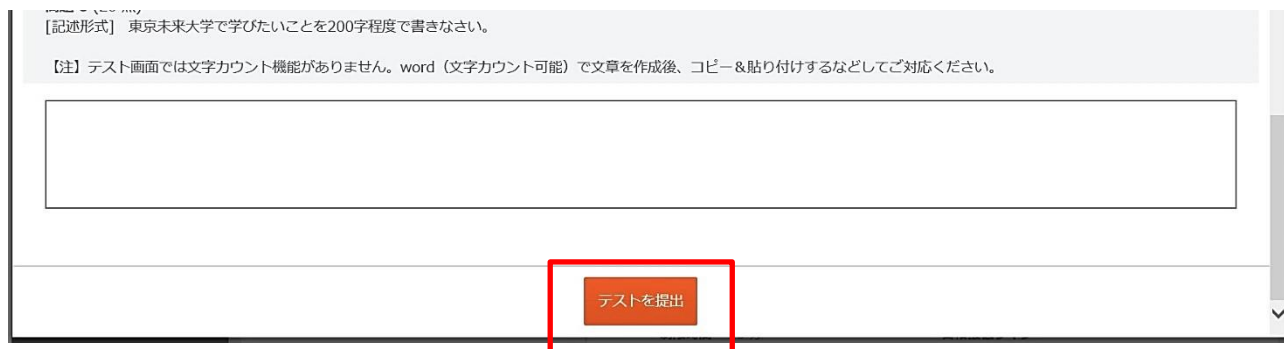 [記述形式] 東京未来大学で学びたいことを200字程度で書きなさい。
【注】テスト画面では文字カウント機能がありません。word（文字カウント可能）で文章を作成後、コピー＆貼り付けするなどしてご対応ください。
テストを提出